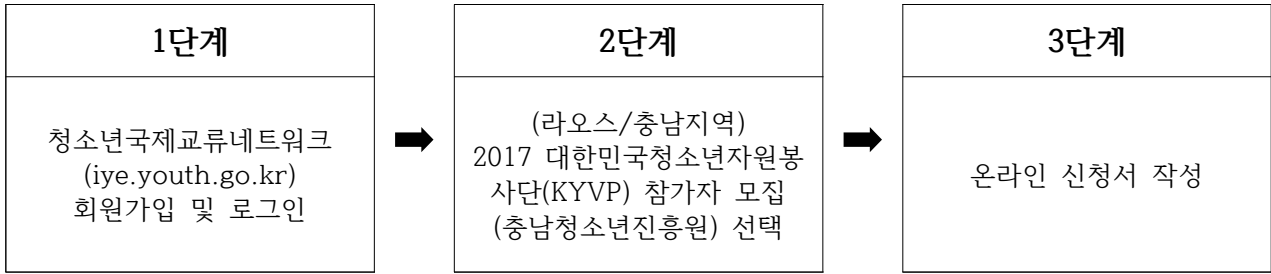 1단계
청소년국제교류네트워크
(iye.youth.go.kr)
회원가입 및 로그인
2단계
(라오스/충남지역)
2017 대한민국청소년자원봉
사단(KYVP) 참가자 모집
(충남청소년진흥원) 선택
3단계
온라인 신청서 작성